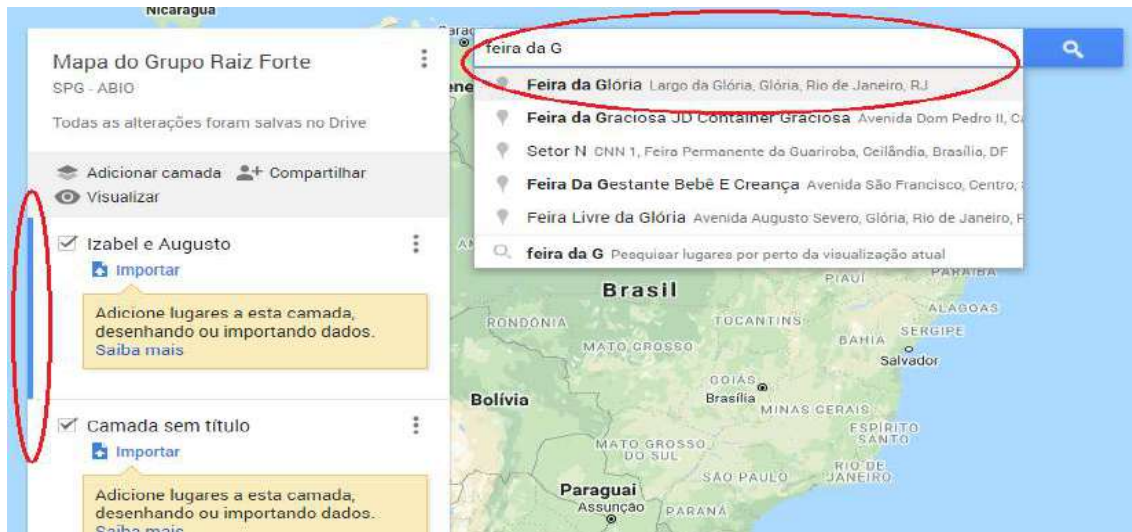 Nicaragua
Mapa do Grupo Raiz Forte
SPG - ABIO
Todas as alterações foram salvas no Drive
Adicionar camada Compartilhar
Visualizar
Izabel e Augusto
Importar
Adicione lugares a esta camada,
desenhando ou importando dados.
Saiba mais
Camada sem título
Importar
Adicione lugares a esta camada,
desenhando ou importando dados.
Saiba mais
feira da G
Feira da Glória Largo da Glória, Glória, Rio de Janeiro, RJ
Feira da Graciosa JD Container Graciosa Avenida Dom Pedro II,
Setor N CNN 1, Feira Permanente da Guariroba, Ceilândia, Brasília, DF
Feira Da Gestante Bebê E Creança Avenida São Francisco, Centro,
Feira Livre da Glória Avenida Augusto Severo, Glória, Rio de Janeiro,
feira da G Pesquisar lugares por perto da visualização atual
PIAUÍ
PARAÍBA
Brasil
ALAGOAS
RONDÔNIA
TOCANTINS
SERGIPE
MATO GROSSO
BAHIA
Salvador
GOIÁS
Brasília
Bolívia
MINAS GERAIS
ESPÍRITO
SANTO
MATO GROSSO
DO SUL
RIO DE
JANEIRO
SÃO PAULO
Paraguai
Assunção
PARANÁ